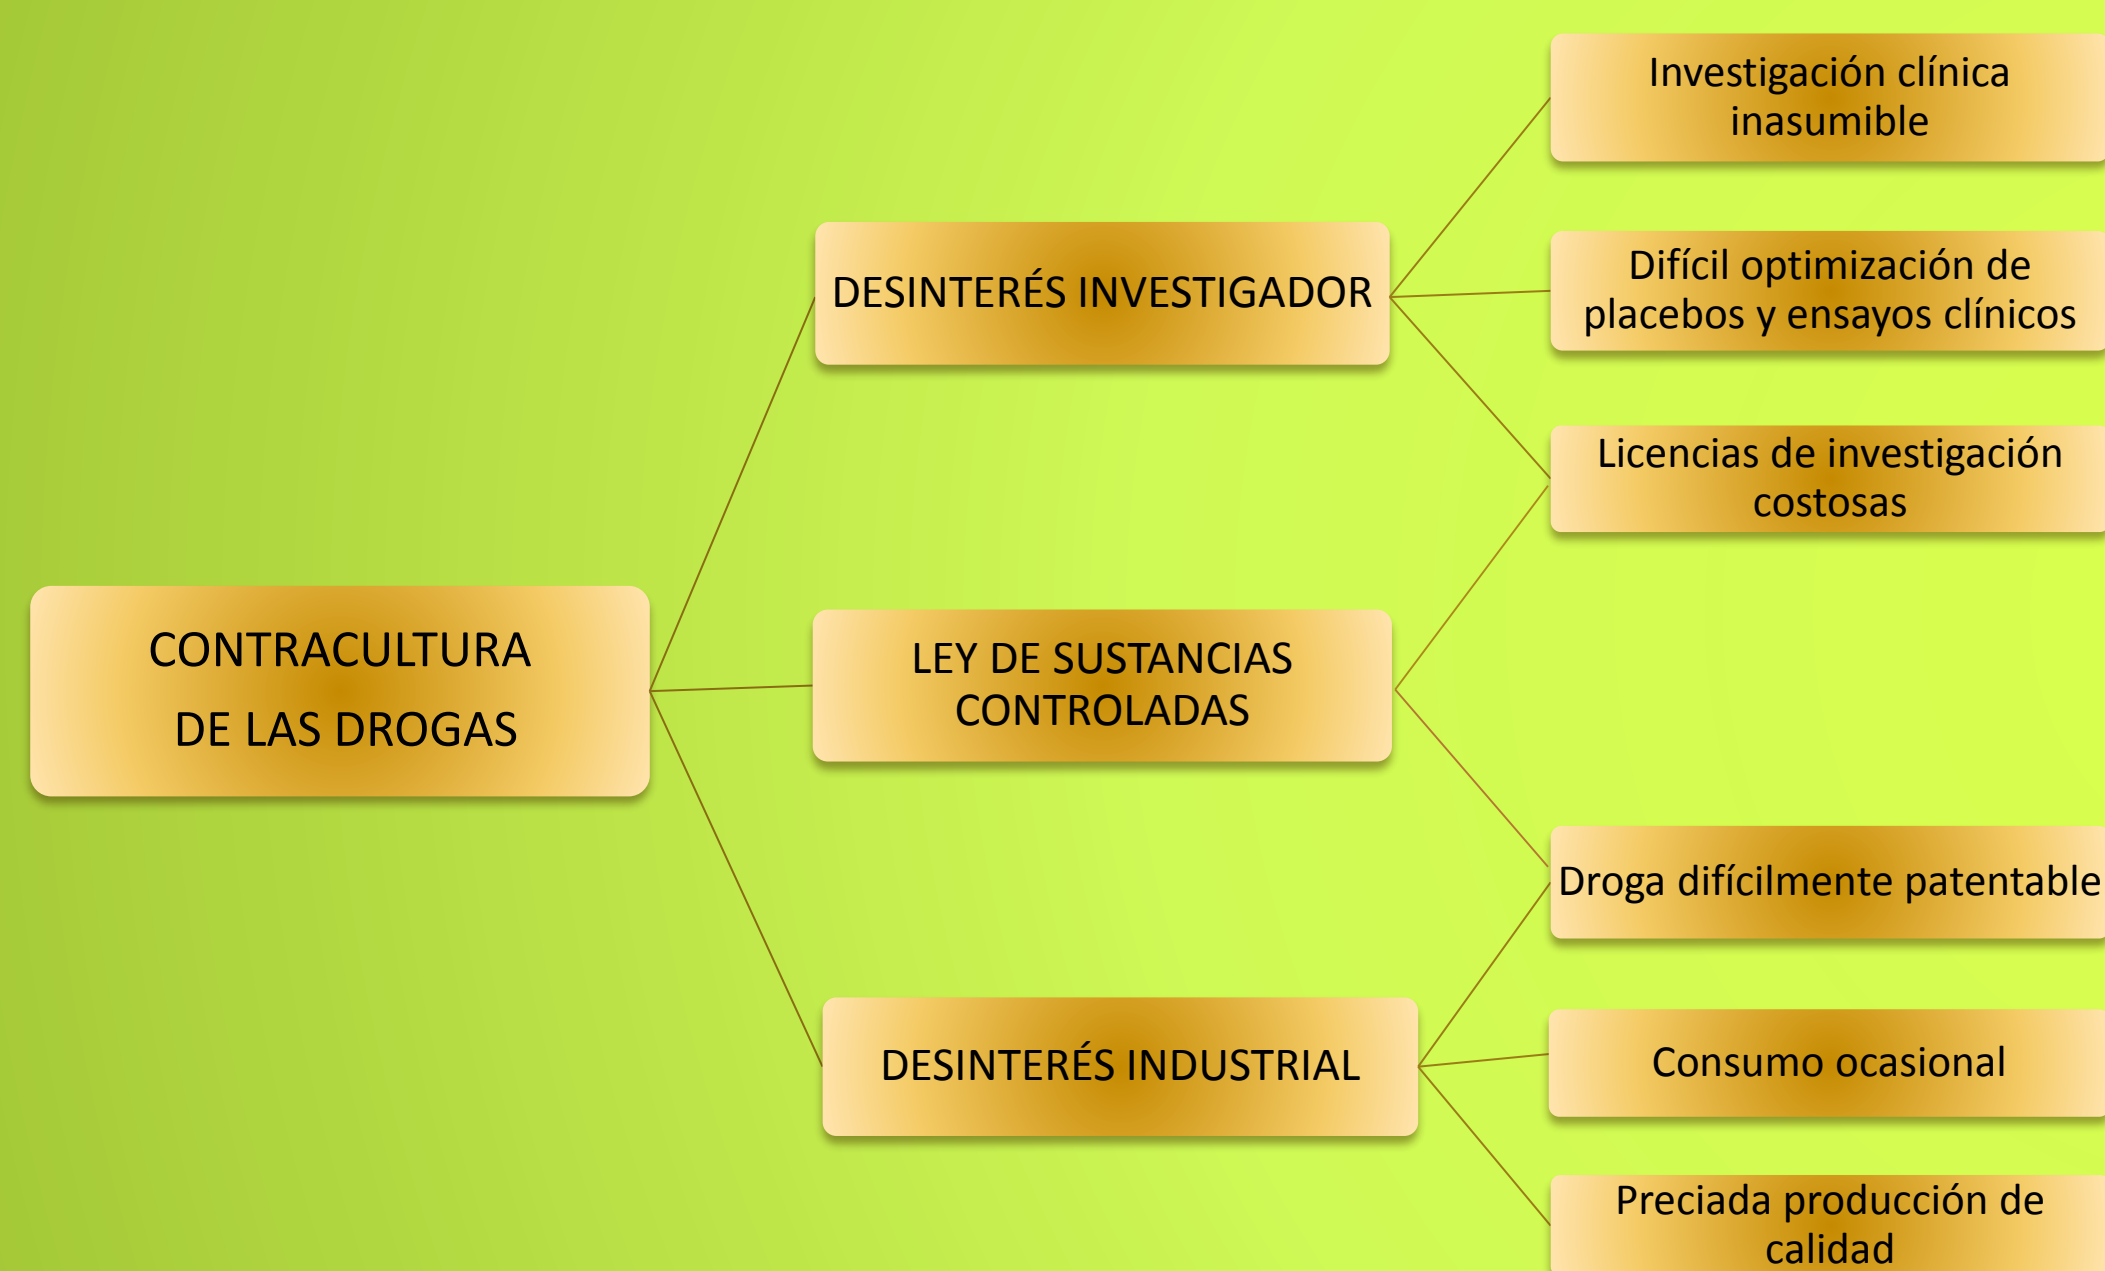 Investigación clínica
inasumible
DESINTERÉS INVESTIGADOR
Difícil optimización de
placebos y ensayos clínicos
Licencias de investigación
costosas
CONTRACULTURA
DE LAS DROGAS
LEY DE SUSTANCIAS
CONTROLADAS
Droga difícilmente patentable
DESINTERÉS INDUSTRIAL
Consumo ocasional
Preciada producción de
calidad